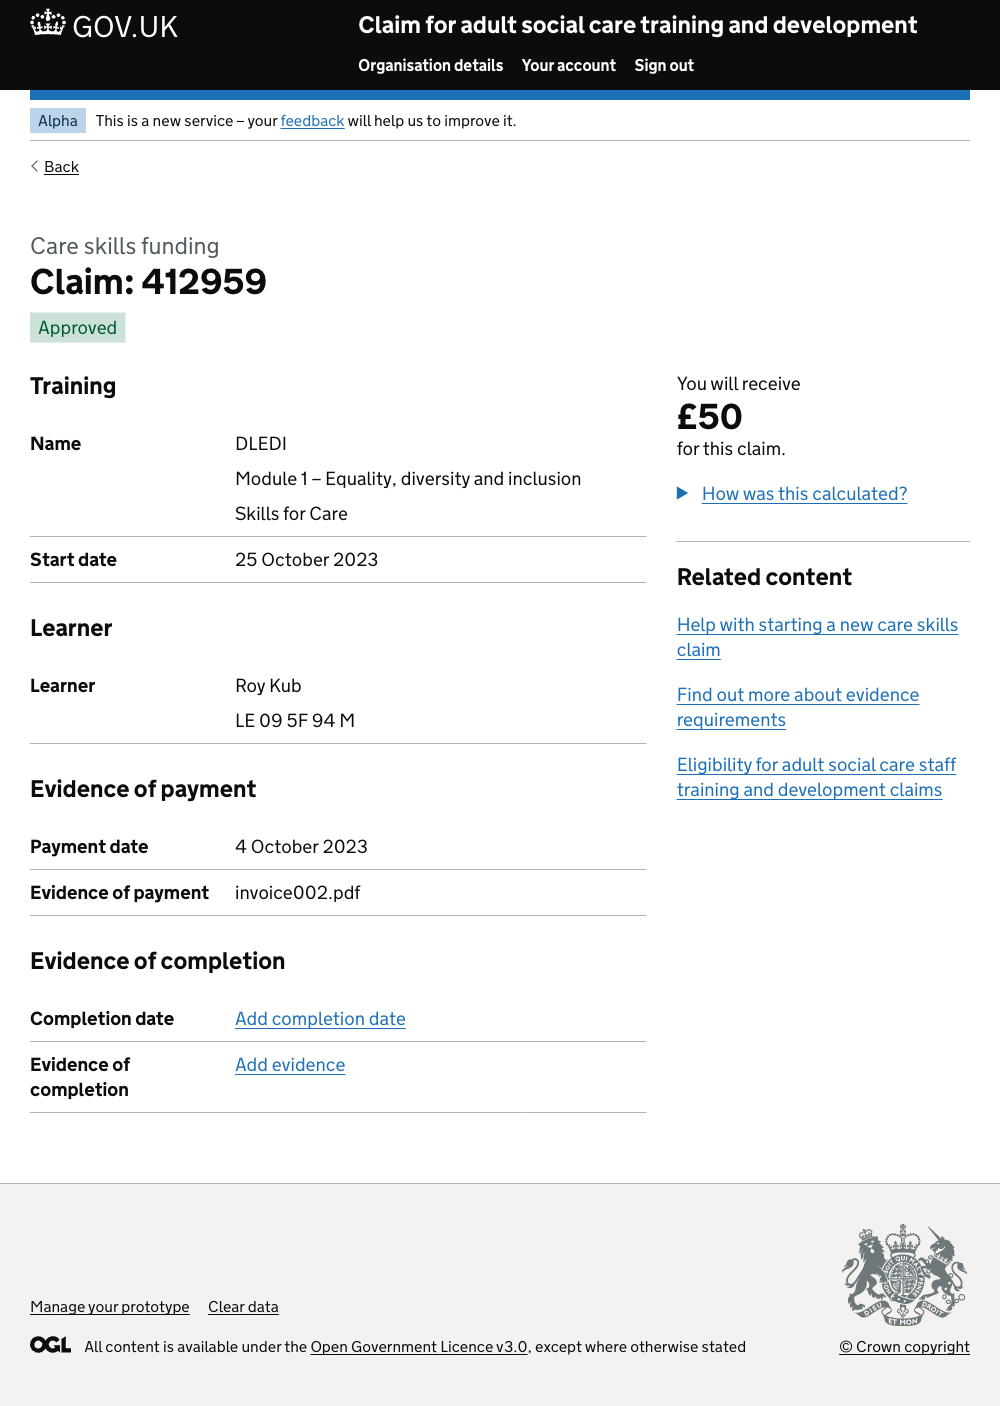 GOV.UK
Claim for adult social care training and development
Organisation details Your account Sign out
Alpha This is a new service – your feedback will help us to improve it.
Back
Care skills funding
Claim: 412959
Approved
Training
Name DLEDI
Module 1 – Equality, diversity and inclusion
Skills for Care
Start date 25 October 2023
Learner
Learner Roy Kub
LE 09 5F 94 M
Evidence of payment
Payment date 4 October 2023
Evidence of payment invoice002.pdf
Evidence of completion
Completion date Add completion date
Evidence of Add evidence
completion
You will receive
£50
for this claim.
How was this calculated?
Related content
Help with starting a new care skills
claim
Find out more about evidence
requirements
Eligibility for adult social care staff
training and development claims
Manage your prototype Clear data
OGL All content is available under the Open Government Licence v3.0, except where otherwise stated
DIEU ET MON DROIT
© Crown copyright